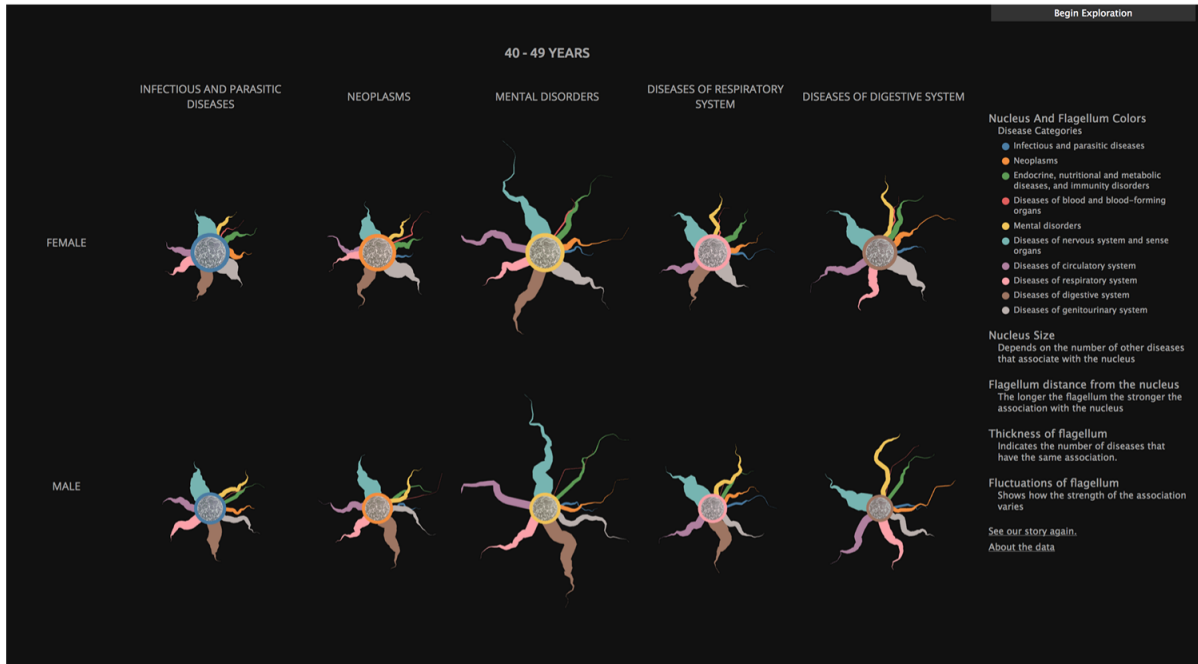 Begin Exploration
40 - 49 YEARS
INFECTIOUS AND PARASITIC
DISEASES
NEOPLASMS
MENTAL DISORDERS
DISEASES OF RESPIRATORY
SYSTEM
DISEASES OF DIGESTIVE SYSTEM
FEMALE
MALE
Nucleus And Flagellum Colors
Disease Categories
Infectious and parasitic diseases
Neoplasms
Endocrine, nutritional and metabolic
diseases, and immunity disorders
Diseases of blood and blood-forming
organs
Mental disorders
Diseases of nervous system and sense
organs
Diseases of circulatory system
Diseases of respiratory system
Diseases of digestive system
Diseases of genitourinary system
Nucleus Size
Depends on the number of other diseases
that associate with the nucleus
Flagellum distance from the nucleus
The longer the flagellum the stronger the
association with the nucleus
Thickness of flagellum
Indicates the number of diseases that
have the same association.
Fluctuations of flagellum
Shows how the strength of the association
varies
See our story again.
About the data